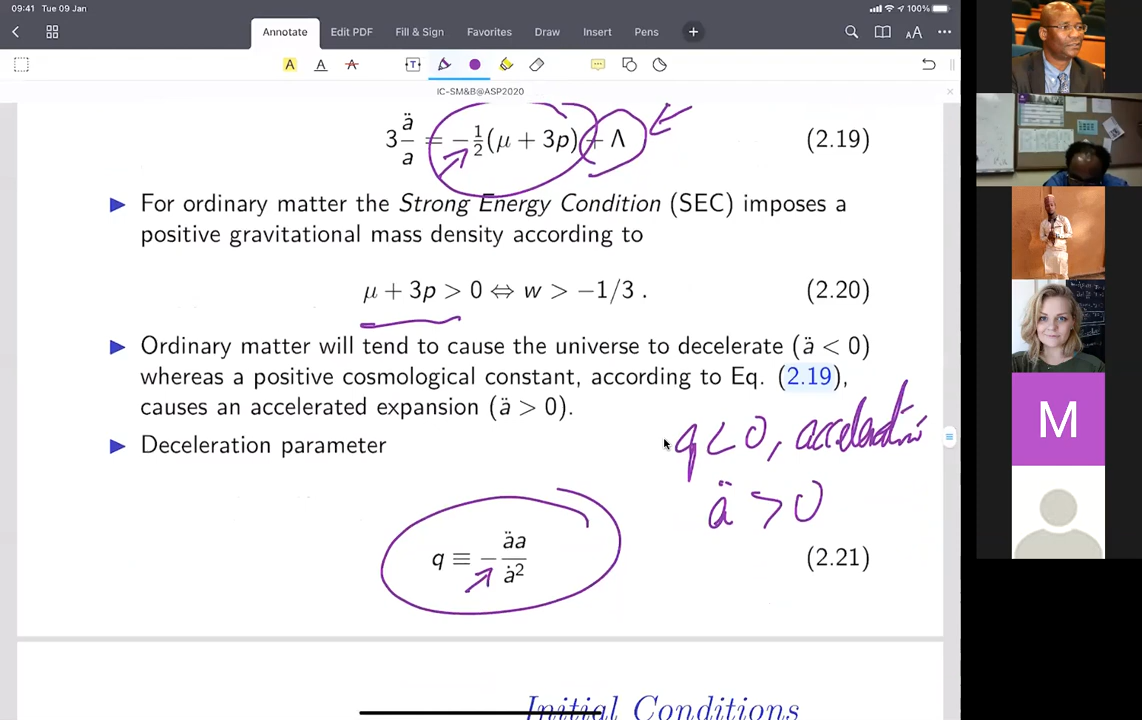 09:41 Tue 09 Jan
100%
Annotate Edit PDF Fill & Sign Favorites Draw Insert Pens
IC-SM&B@ASP2020
3 ä/a = −½(μ + 3p) + Λ (2.19)
▶ For ordinary matter the Strong Energy Condition (SEC) imposes a
positive gravitational mass density according to
μ + 3p > 0 ⇔ w > −1/3 . (2.20)
▶ Ordinary matter will tend to cause the universe to decelerate (ä < 0)
whereas a positive cosmological constant, according to Eq. (2.19),
causes an accelerated expansion (ä > 0).
▶ Deceleration parameter
q < 0, acceleration
ä > 0
q ≡ − äa/ȧ² (2.21)
Initial Conditions
M